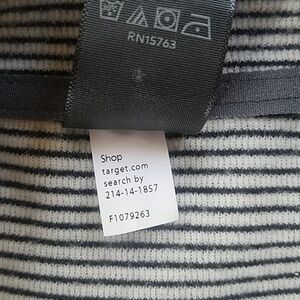 RN15763
Shop
target.com
search by
214-14-1857
F1079263